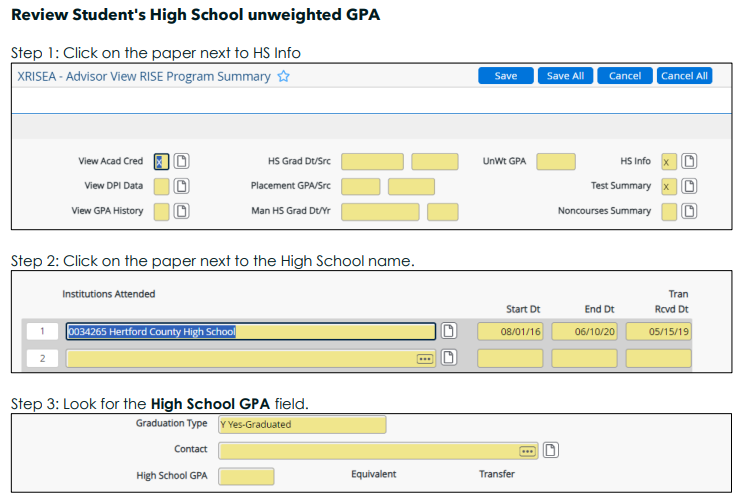 Review Student's High School unweighted GPA
Step 1: Click on the paper next to HS Info
XRISEA - Advisor View RISE Program Summary Save Save All Cancel Cancel All
View Acad Cred x HS Grad Dt/Src UnWt GPA HS Info x
View DPI Data Placement GPA/Src Test Summary x
View GPA History Man HS Grad Dt/Yr Noncourses Summary
Step 2: Click on the paper next to the High School name.
Institutions Attended Tran
Start Dt End Dt Rcvd Dt
1 0034265 Hertford County High School 08/01/16 06/10/20 05/15/19
2
Step 3: Look for the High School GPA field.
Graduation Type Y Yes-Graduated
Contact
High School GPA Equivalent Transfer